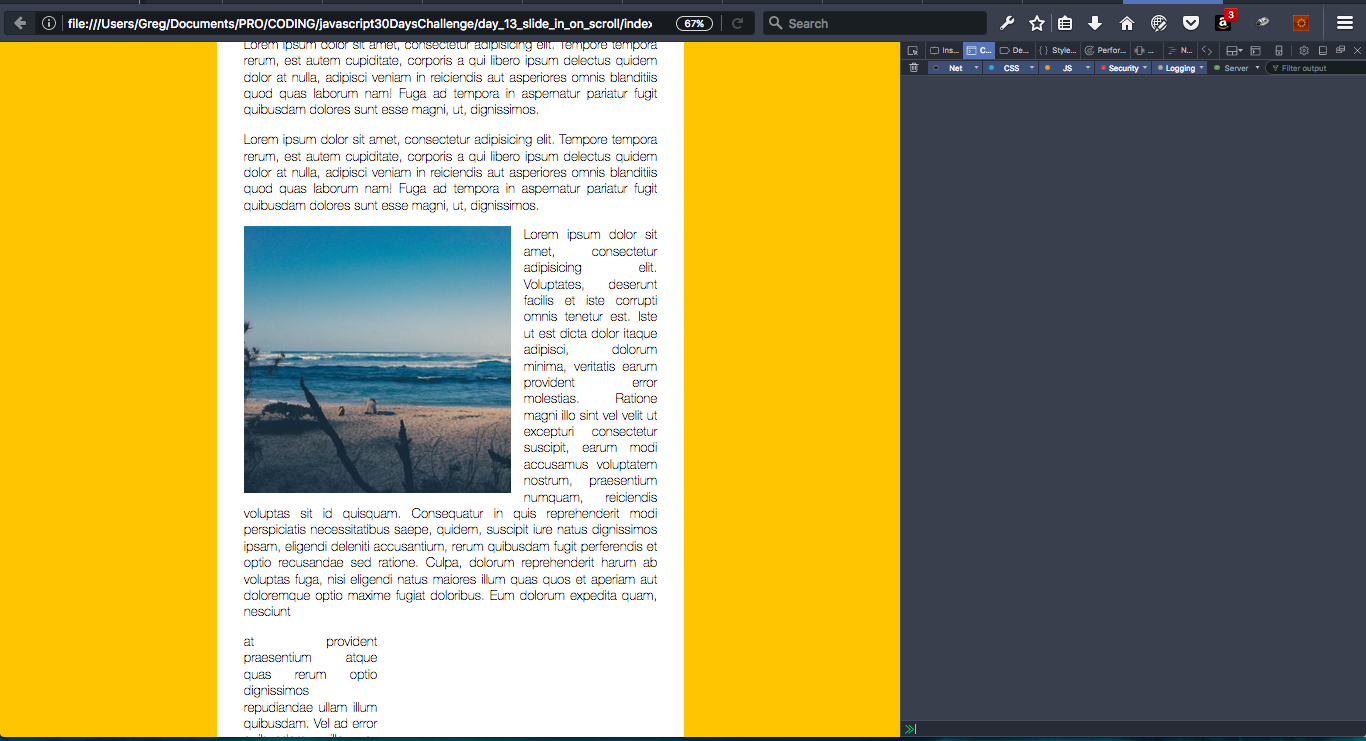 file:///Users/Greg/Documents/PRO/CODING/javascript30DaysChallenge/day_13_slide_in_on_scroll/index
67%
Search
3
Ins...
C...
De...
Style...
Perfor...
...
N...
Net
CSS
JS
Security
Logging
Server
Filter output
Lorem ipsum dolor sit amet, consectetur adipisicing elit. Tempore tempora
rerum, est autem cupiditate, corporis a qui libero ipsum delectus quidem
dolor at nulla, adipisci veniam in reiciendis aut asperiores omnis blanditiis
quod quas laborum nam! Fuga ad tempora in aspernatur pariatur fugit
quibusdam dolores sunt esse magni, ut, dignissimos.
Lorem ipsum dolor sit amet, consectetur adipisicing elit. Tempore tempora
rerum, est autem cupiditate, corporis a qui libero ipsum delectus quidem
dolor at nulla, adipisci veniam in reiciendis aut asperiores omnis blanditiis
quod quas laborum nam! Fuga ad tempora in aspernatur pariatur fugit
quibusdam dolores sunt esse magni, ut, dignissimos.
Lorem ipsum dolor sit
amet, consectetur
adipisicing elit.
Voluptates, deserunt
facilis et iste corrupti
omnis tenetur est. Iste
ut est dicta dolor itaque
adipisci, dolorum
minima, veritatis earum
provident error
molestias. Ratione
magni illo sint vel velit ut
excepturi consectetur
suscipit, earum modi
accusamus voluptatem
nostrum, praesentium
numquam, reiciendis
voluptas sit id quisquam. Consequatur in quis reprehenderit modi
perspiciatis necessitatibus saepe, quidem, suscipit iure natus dignissimos
ipsam, eligendi deleniti accusantium, rerum quibusdam fugit perferendis et
optio recusandae sed ratione. Culpa, dolorum reprehenderit harum ab
voluptas fuga, nisi eligendi natus maiores illum quas quos et aperiam aut
doloremque optio maxime fugiat doloribus. Eum dolorum expedita quam,
nesciunt
at provident
praesentium atque
quas rerum optio
dignissimos
repudiandae ullam illum
quibusdam. Vel ad error